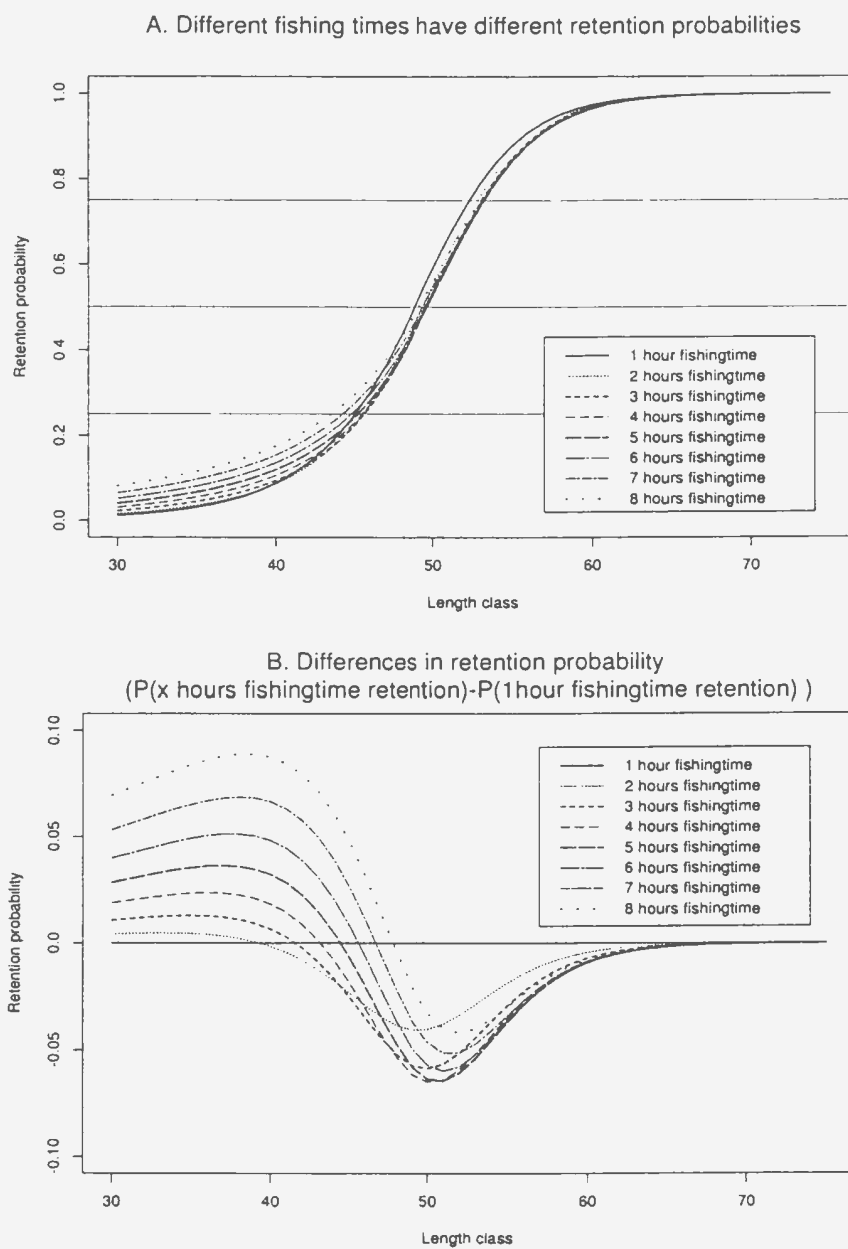 A. Different fishing times have different retention probabilities
Retention probability
1.0
0.8
0.6
0.4
0.2
0.0
1 hour fishingtime
2 hours fishingtime
3 hours fishingtime
4 hours fishingtime
5 hours fishingtime
6 hours fishingtime
7 hours fishingtime
8 hours fishingtime
30 40 50 60 70
Length class
B. Differences in retention probability
(P(x hours fishingtime retention)-P(1hour fishingtime retention) )
Retention probability
0.10
0.05
0.0
-0.05
-0.10
1 hour fishingtime
2 hours fishingtime
3 hours fishingtime
4 hours fishingtime
5 hours fishingtime
6 hours fishingtime
7 hours fishingtime
8 hours fishingtime
30 40 50 60 70
Length class